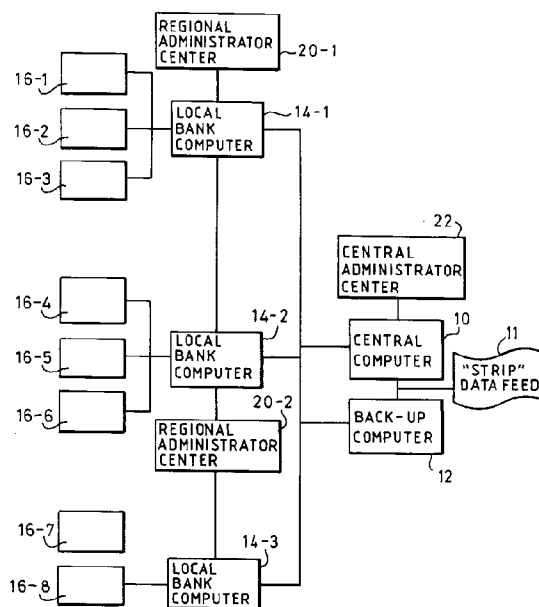 REGIONAL
ADMINISTRATOR
CENTER
20-1
16-1
16-2
16-3
LOCAL
BANK
COMPUTER
14-1
22
CENTRAL
ADMINISTRATOR
CENTER
16-4
16-5
16-6
LOCAL
BANK
COMPUTER
14-2
10
CENTRAL
COMPUTER
11
"STRIP"
DATA FEED
20-2
REGIONAL
ADMINISTRATOR
CENTER
BACK-UP
COMPUTER
12
16-7
16-8
LOCAL
BANK
COMPUTER
14-3